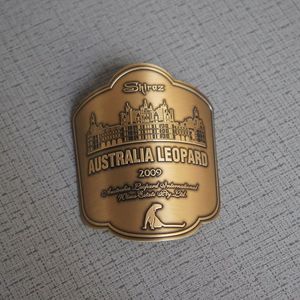 Shiraz
AUSTRALIA LEOPARD
2009
Australia Leopard International
Wine Estate Pty Ltd.